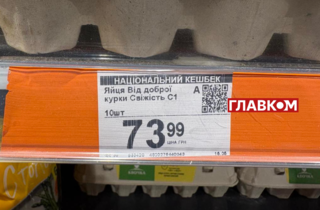 НАЦІОНАЛЬНИЙ КЕШБЕК
Яйця Від доброї А
курки Свіжість С1
10шт
ГЛАВКОМ
73 99
ЦІНА ГРН